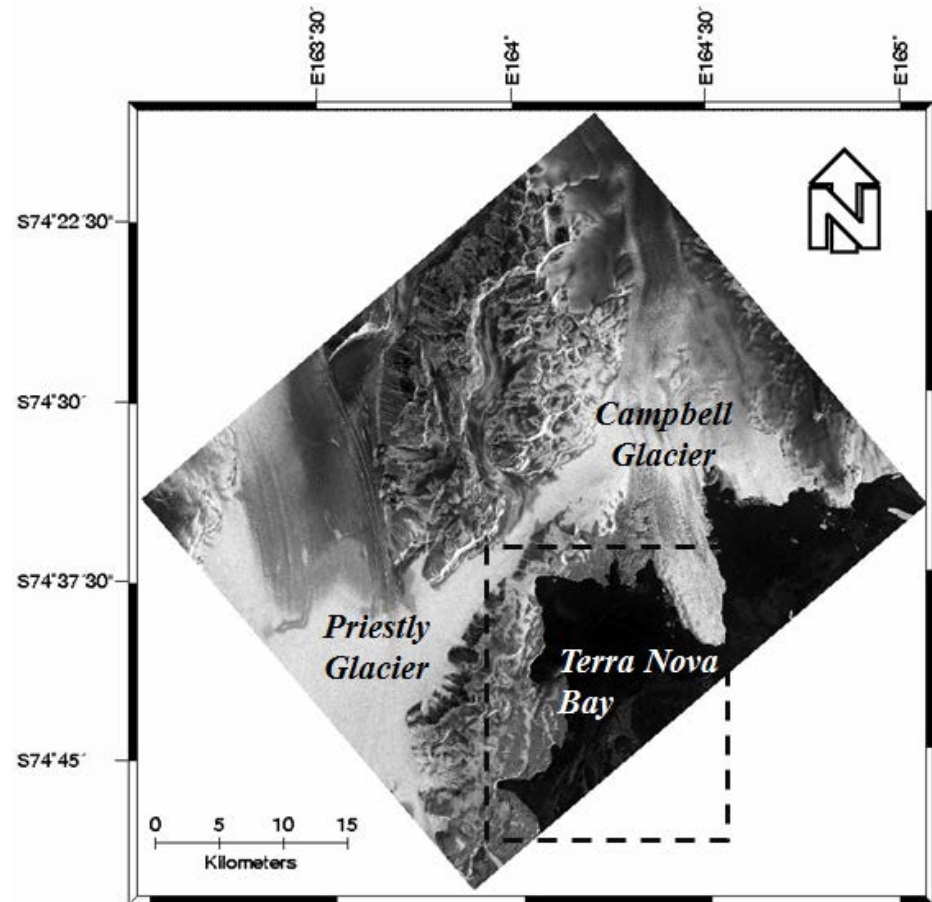 E163°30´
E164°
E164°30´
E165°
N
S74°22´30"
S74°30´
S74°37´30"
S74°45´
Campbell
Glacier
Priestly
Glacier
Terra Nova
Bay
0 5 10 15
Kilometers